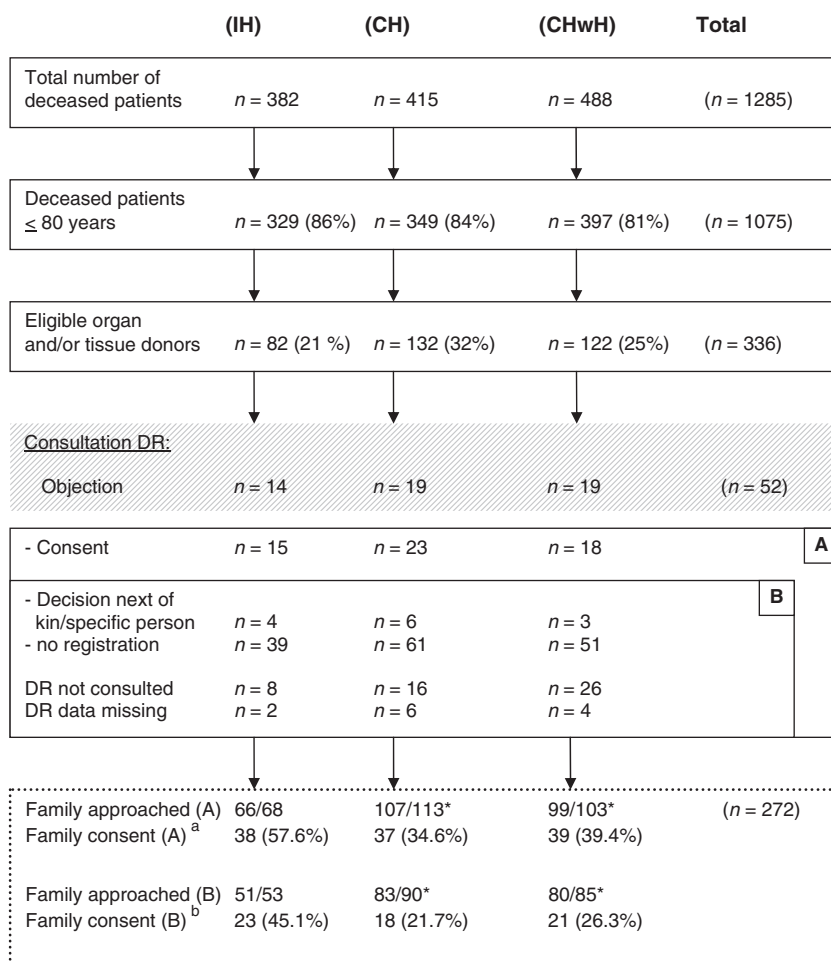 (IH) (CH) (CHwH) Total
Total number of
deceased patients n = 382 n = 415 n = 488 (n = 1285)
Deceased patients
≤ 80 years n = 329 (86%) n = 349 (84%) n = 397 (81%) (n = 1075)
Eligible organ
and/or tissue donors n = 82 (21 %) n = 132 (32%) n = 122 (25%) (n = 336)
Consultation DR:
Objection n = 14 n = 19 n = 19 (n = 52)
- Consent n = 15 n = 23 n = 18 A
B
- Decision next of
kin/specific person n = 4 n = 6 n = 3
- no registration n = 39 n = 61 n = 51
DR not consulted n = 8 n = 16 n = 26
DR data missing n = 2 n = 6 n = 4
Family approached (A) 66/68 107/113* 99/103* (n = 272)
Family consent (A) a 38 (57.6%) 37 (34.6%) 39 (39.4%)
Family approached (B) 51/53 83/90* 80/85*
Family consent (B) b 23 (45.1%) 18 (21.7%) 21 (26.3%)